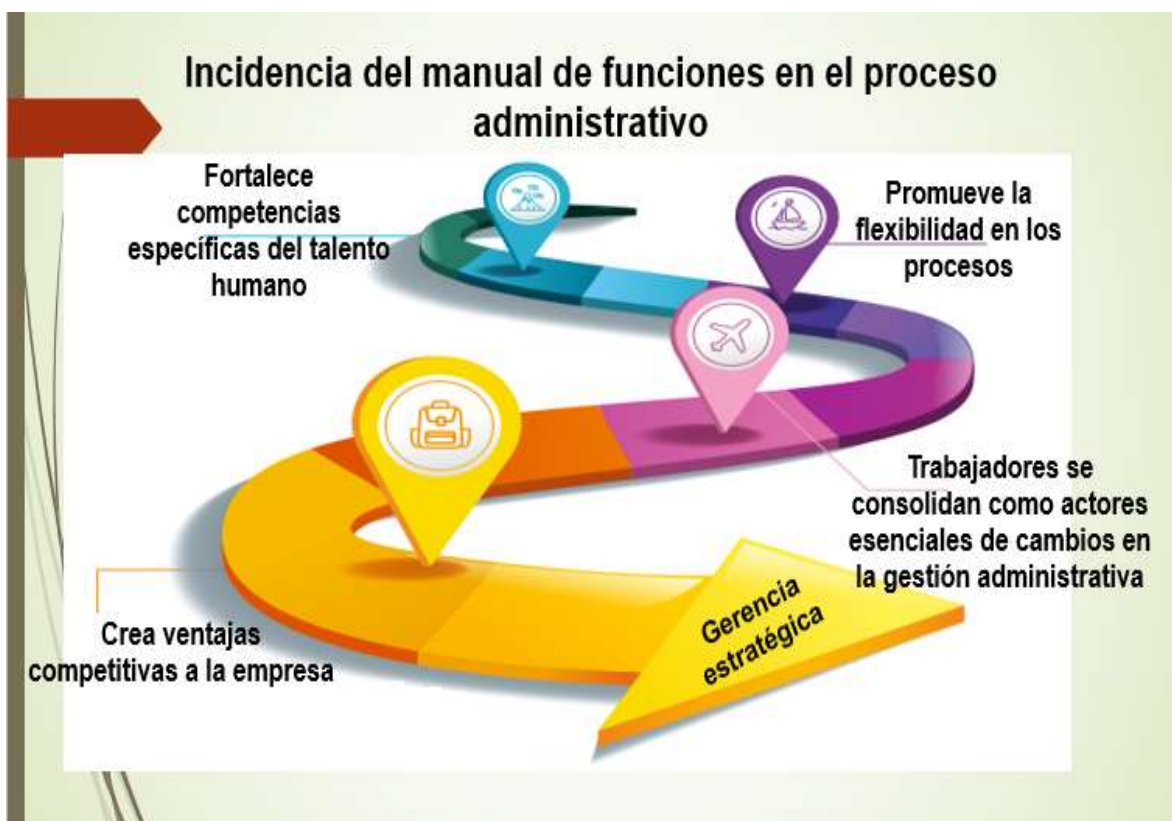 Incidencia del manual de funciones en el proceso
administrativo
Fortalece
competencias
específicas del talento
humano
Promueve la
flexibilidad en los
procesos
Trabajadores se
consolidan como actores
esenciales de cambios en
la gestión administrativa
Crea ventajas
competitivas a la empresa
Gerencia
estratégica